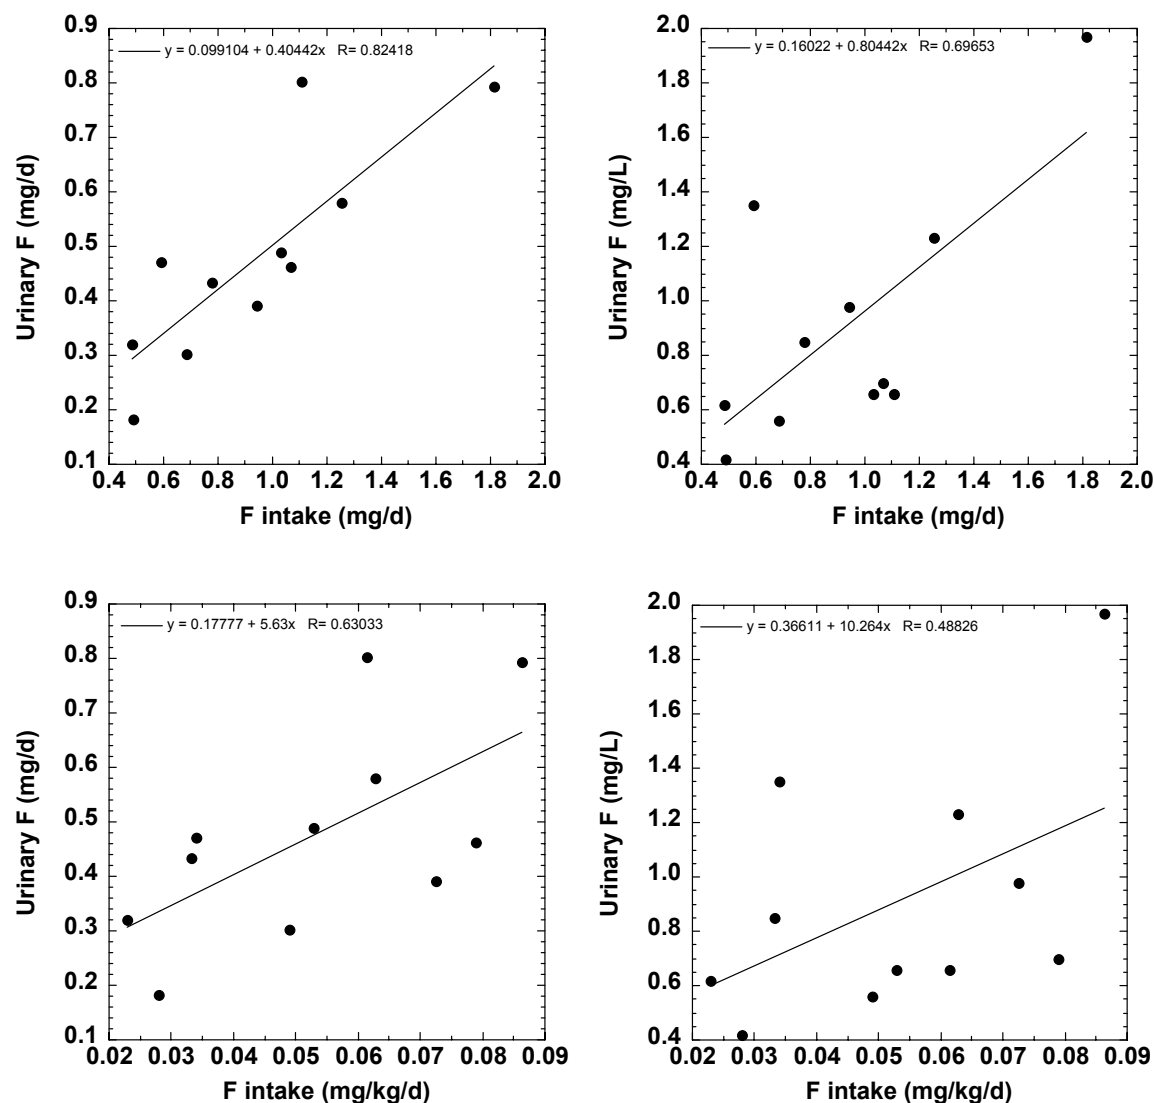 y = 0.099104 + 0.40442x R= 0.82418
0.9
0.8
0.7
0.6
0.5
0.4
0.3
0.2
0.1
Urinary F (mg/d)
0.4 0.6 0.8 1.0 1.2 1.4 1.6 1.8 2.0
F intake (mg/d)
y = 0.16022 + 0.80442x R= 0.69653
2.0
1.8
1.6
1.4
1.2
1.0
0.8
0.6
0.4
Urinary F (mg/L)
0.4 0.6 0.8 1.0 1.2 1.4 1.6 1.8 2.0
F intake (mg/d)
y = 0.17777 + 5.63x R= 0.63033
0.9
0.8
0.7
0.6
0.5
0.4
0.3
0.2
0.1
Urinary F (mg/d)
0.02 0.03 0.04 0.05 0.06 0.07 0.08 0.09
F intake (mg/kg/d)
y = 0.36611 + 10.264x R= 0.48826
2.0
1.8
1.6
1.4
1.2
1.0
0.8
0.6
0.4
Urinary F (mg/L)
0.02 0.03 0.04 0.05 0.06 0.07 0.08 0.09
F intake (mg/kg/d)